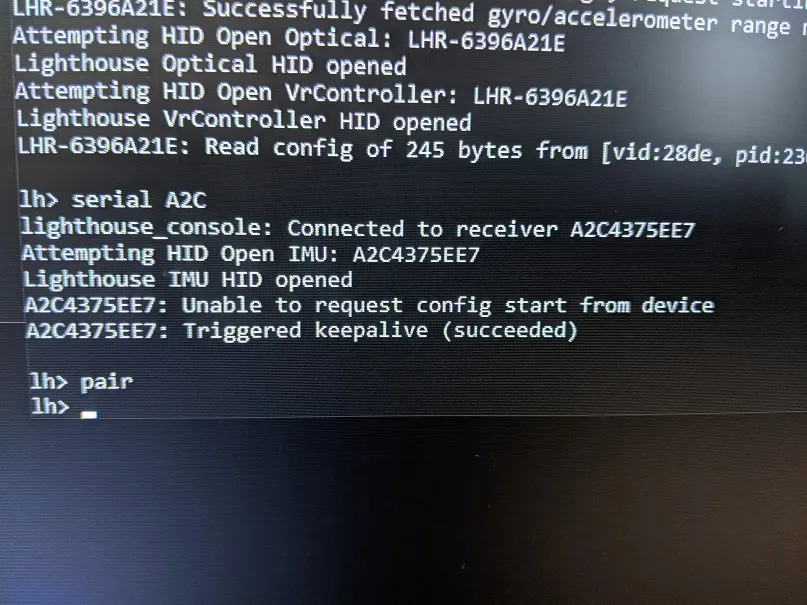 LHR-6396A21E: Successfully fetched gyro/accelerometer range
Attempting HID Open Optical: LHR-6396A21E
Lighthouse Optical HID opened
Attempting HID Open VrController: LHR-6396A21E
Lighthouse VrController HID opened
LHR-6396A21E: Read config of 245 bytes from [vid:28de, pid:23
lh> serial A2C
lighthouse_console: Connected to receiver A2C4375EE7
Attempting HID Open IMU: A2C4375EE7
Lighthouse IMU HID opened
A2C4375EE7: Unable to request config start from device
A2C4375EE7: Triggered keepalive (succeeded)
lh> pair
lh>